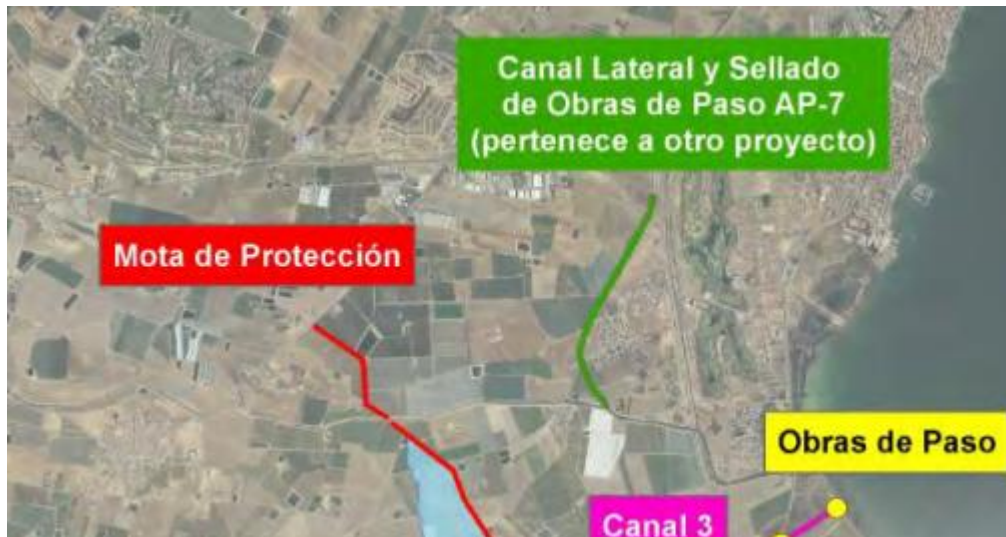 Canal Lateral y Sellado
de Obras de Paso AP-7
(pertenece a otro proyecto)
Mota de Protección
Obras de Paso
Canal 3